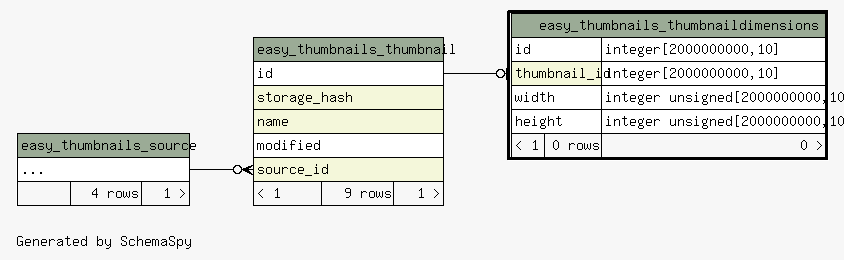 easy_thumbnails_thumbnaildimensions
id integer[2000000000,10]
thumbnail_id integer[2000000000,10]
width integer unsigned[2000000000,10
height integer unsigned[2000000000,10
< 1 0 rows 0 >
easy_thumbnails_thumbnail
id
storage_hash
name
modified
source_id
< 1 9 rows 1 >
easy_thumbnails_source
...
4 rows 1 >
Generated by SchemaSpy